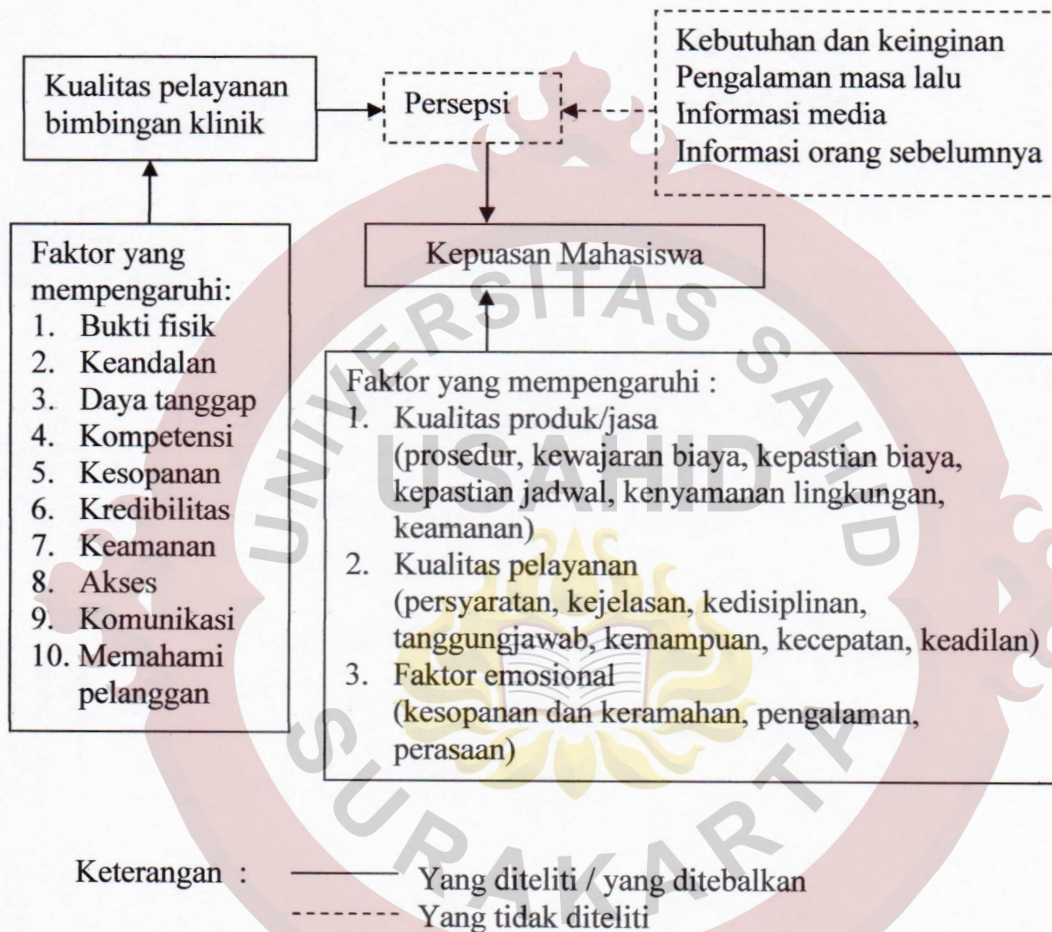 Kualitas pelayanan
bimbingan klinik
Persepsi
Kebutuhan dan keinginan
Pengalaman masa lalu
Informasi media
Informasi orang sebelumnya
Kepuasan Mahasiswa
Faktor yang
mempengaruhi:
1. Bukti fisik
2. Keandalan
3. Daya tanggap
4. Kompetensi
5. Kesopanan
6. Kredibilitas
7. Keamanan
8. Akses
9. Komunikasi
10. Memahami
pelanggan
Faktor yang mempengaruhi :
1. Kualitas produk/jasa
(prosedur, kewajaran biaya, kepastian biaya,
kepastian jadwal, kenyamanan lingkungan,
keamanan)
2. Kualitas pelayanan
(persyaratan, kejelasan, kedisiplinan,
tanggungjawab, kemampuan, kecepatan, keadilan)
3. Faktor emosional
(kesopanan dan keramahan, pengalaman,
perasaan)
Keterangan :
Yang diteliti / yang ditebalkan
Yang tidak diteliti
UNIVERSITAS SAHID
USAHID
SURAKARTA